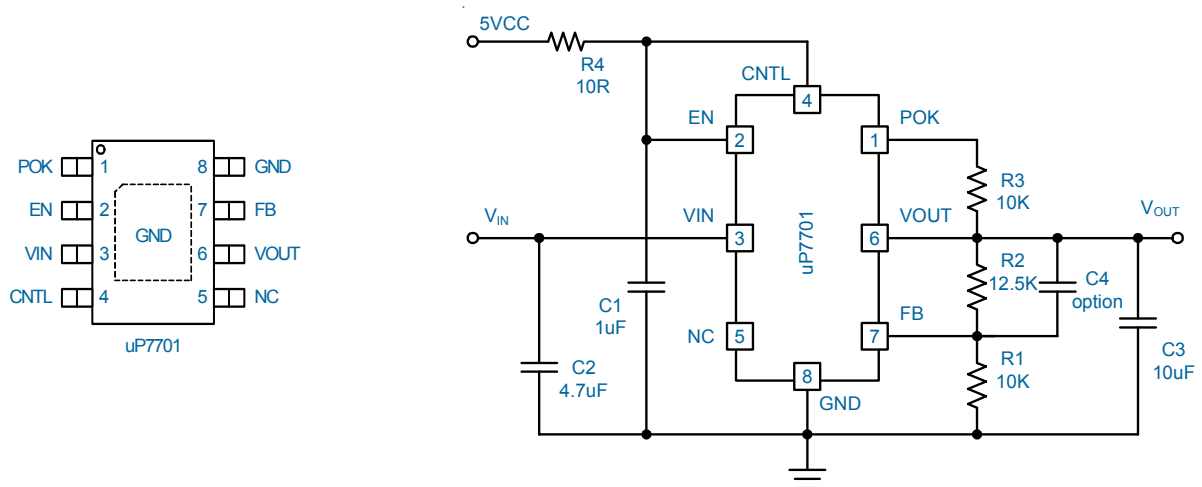 POK
EN
VIN
CNTL
1
2
3
4
GND
8
7
6
5
GND
FB
VOUT
NC
uP7701
5VCC
R4
10R
CNTL
4
EN
2
POK
1
R3
10K
VIN
VIN
3
uP7701
VOUT
6
VOUT
R2
12.5K
C4
option
C1
1uF
NC
5
FB
7
C2
4.7uF
8
GND
R1
10K
C3
10uF